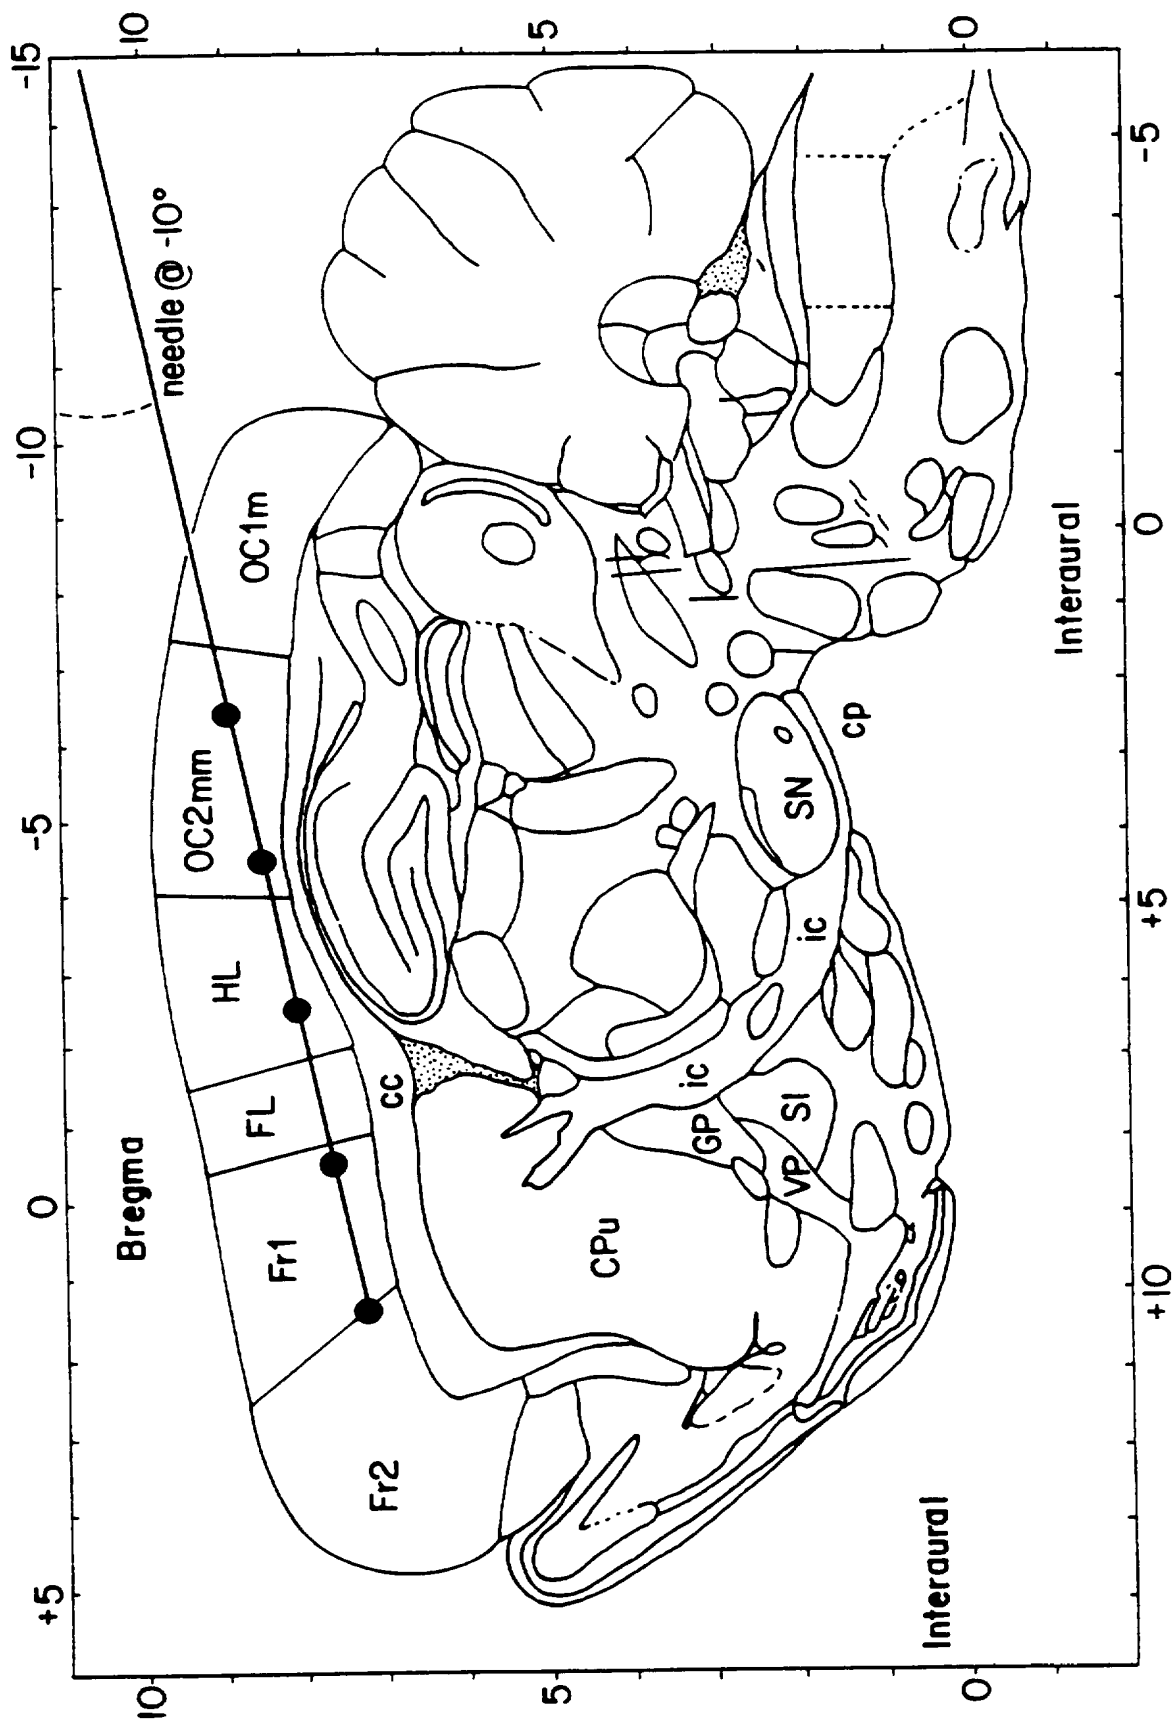 Bregma
+5
0
-5
-10
-15
10
5
0
10
5
0
needle @ -10°
Fr2
Fr1
FL
HL
OC2mm
OC1m
cc
CPu
GP
ic
VP
SI
ic
SN
cp
Interaural
Interaural
+10
+5
0
-5